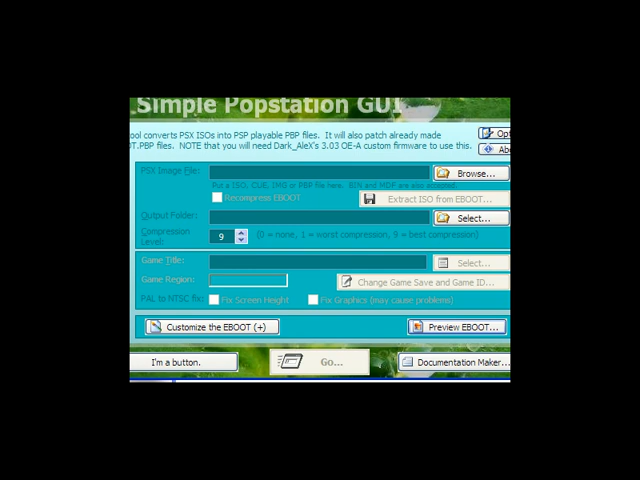 Simple Popstation GUI
ool converts PSX ISOs into PSP playable PBP files. It will also patch already made
OT.PBP files. NOTE that you will need Dark_AleX's 3.03 OE-A custom firmware to use this.
Opt
Abo
PSX Image File:
Browse...
Put a ISO, CUE, IMG or PBP file here. BIN and MDF are also accepted.
Recompress EBOOT
Extract ISO from EBOOT...
Output Folder:
Select...
Compression Level:
9
(0 = none, 1 = worst compression, 9 = best compression)
Game Title:
Select...
Game Region:
Change Game Save and Game ID...
PAL to NTSC fix:
Fix Screen Height
Fix Graphics (may cause problems)
Customize the EBOOT (+)
Preview EBOOT...
I'm a button.
Go...
Documentation Maker...